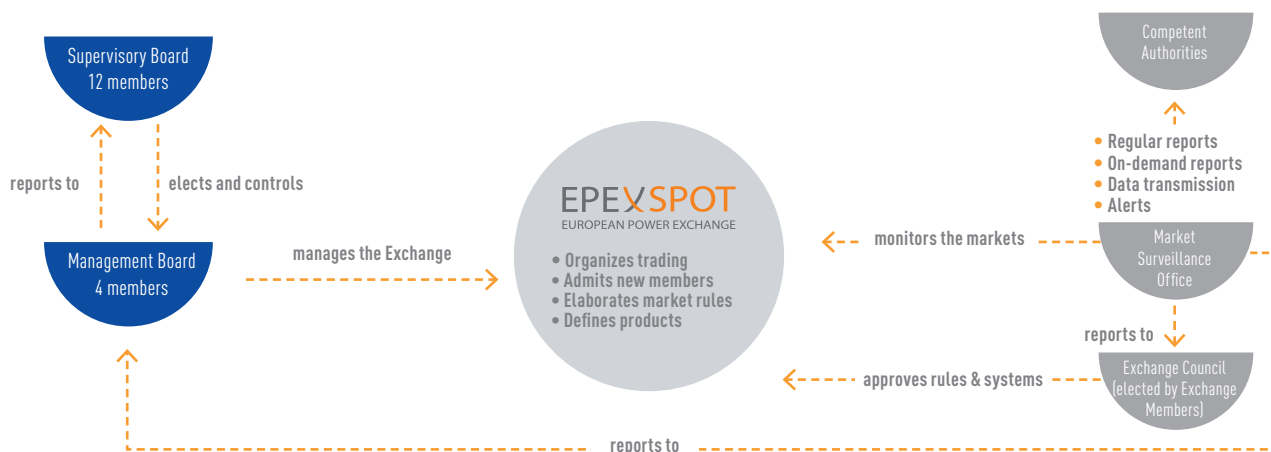 Supervisory Board
12 members
reports to
elects and controls
Management Board
4 members
manages the Exchange
EPEXSPOT
EUROPEAN POWER EXCHANGE
• Organizes trading
• Admits new members
• Elaborates market rules
• Defines products
Competent
Authorities
• Regular reports
• On-demand reports
• Data transmission
• Alerts
monitors the markets
Market
Surveillance
Office
reports to
approves rules & systems
Exchange Council
(elected by Exchange
Members)
reports to